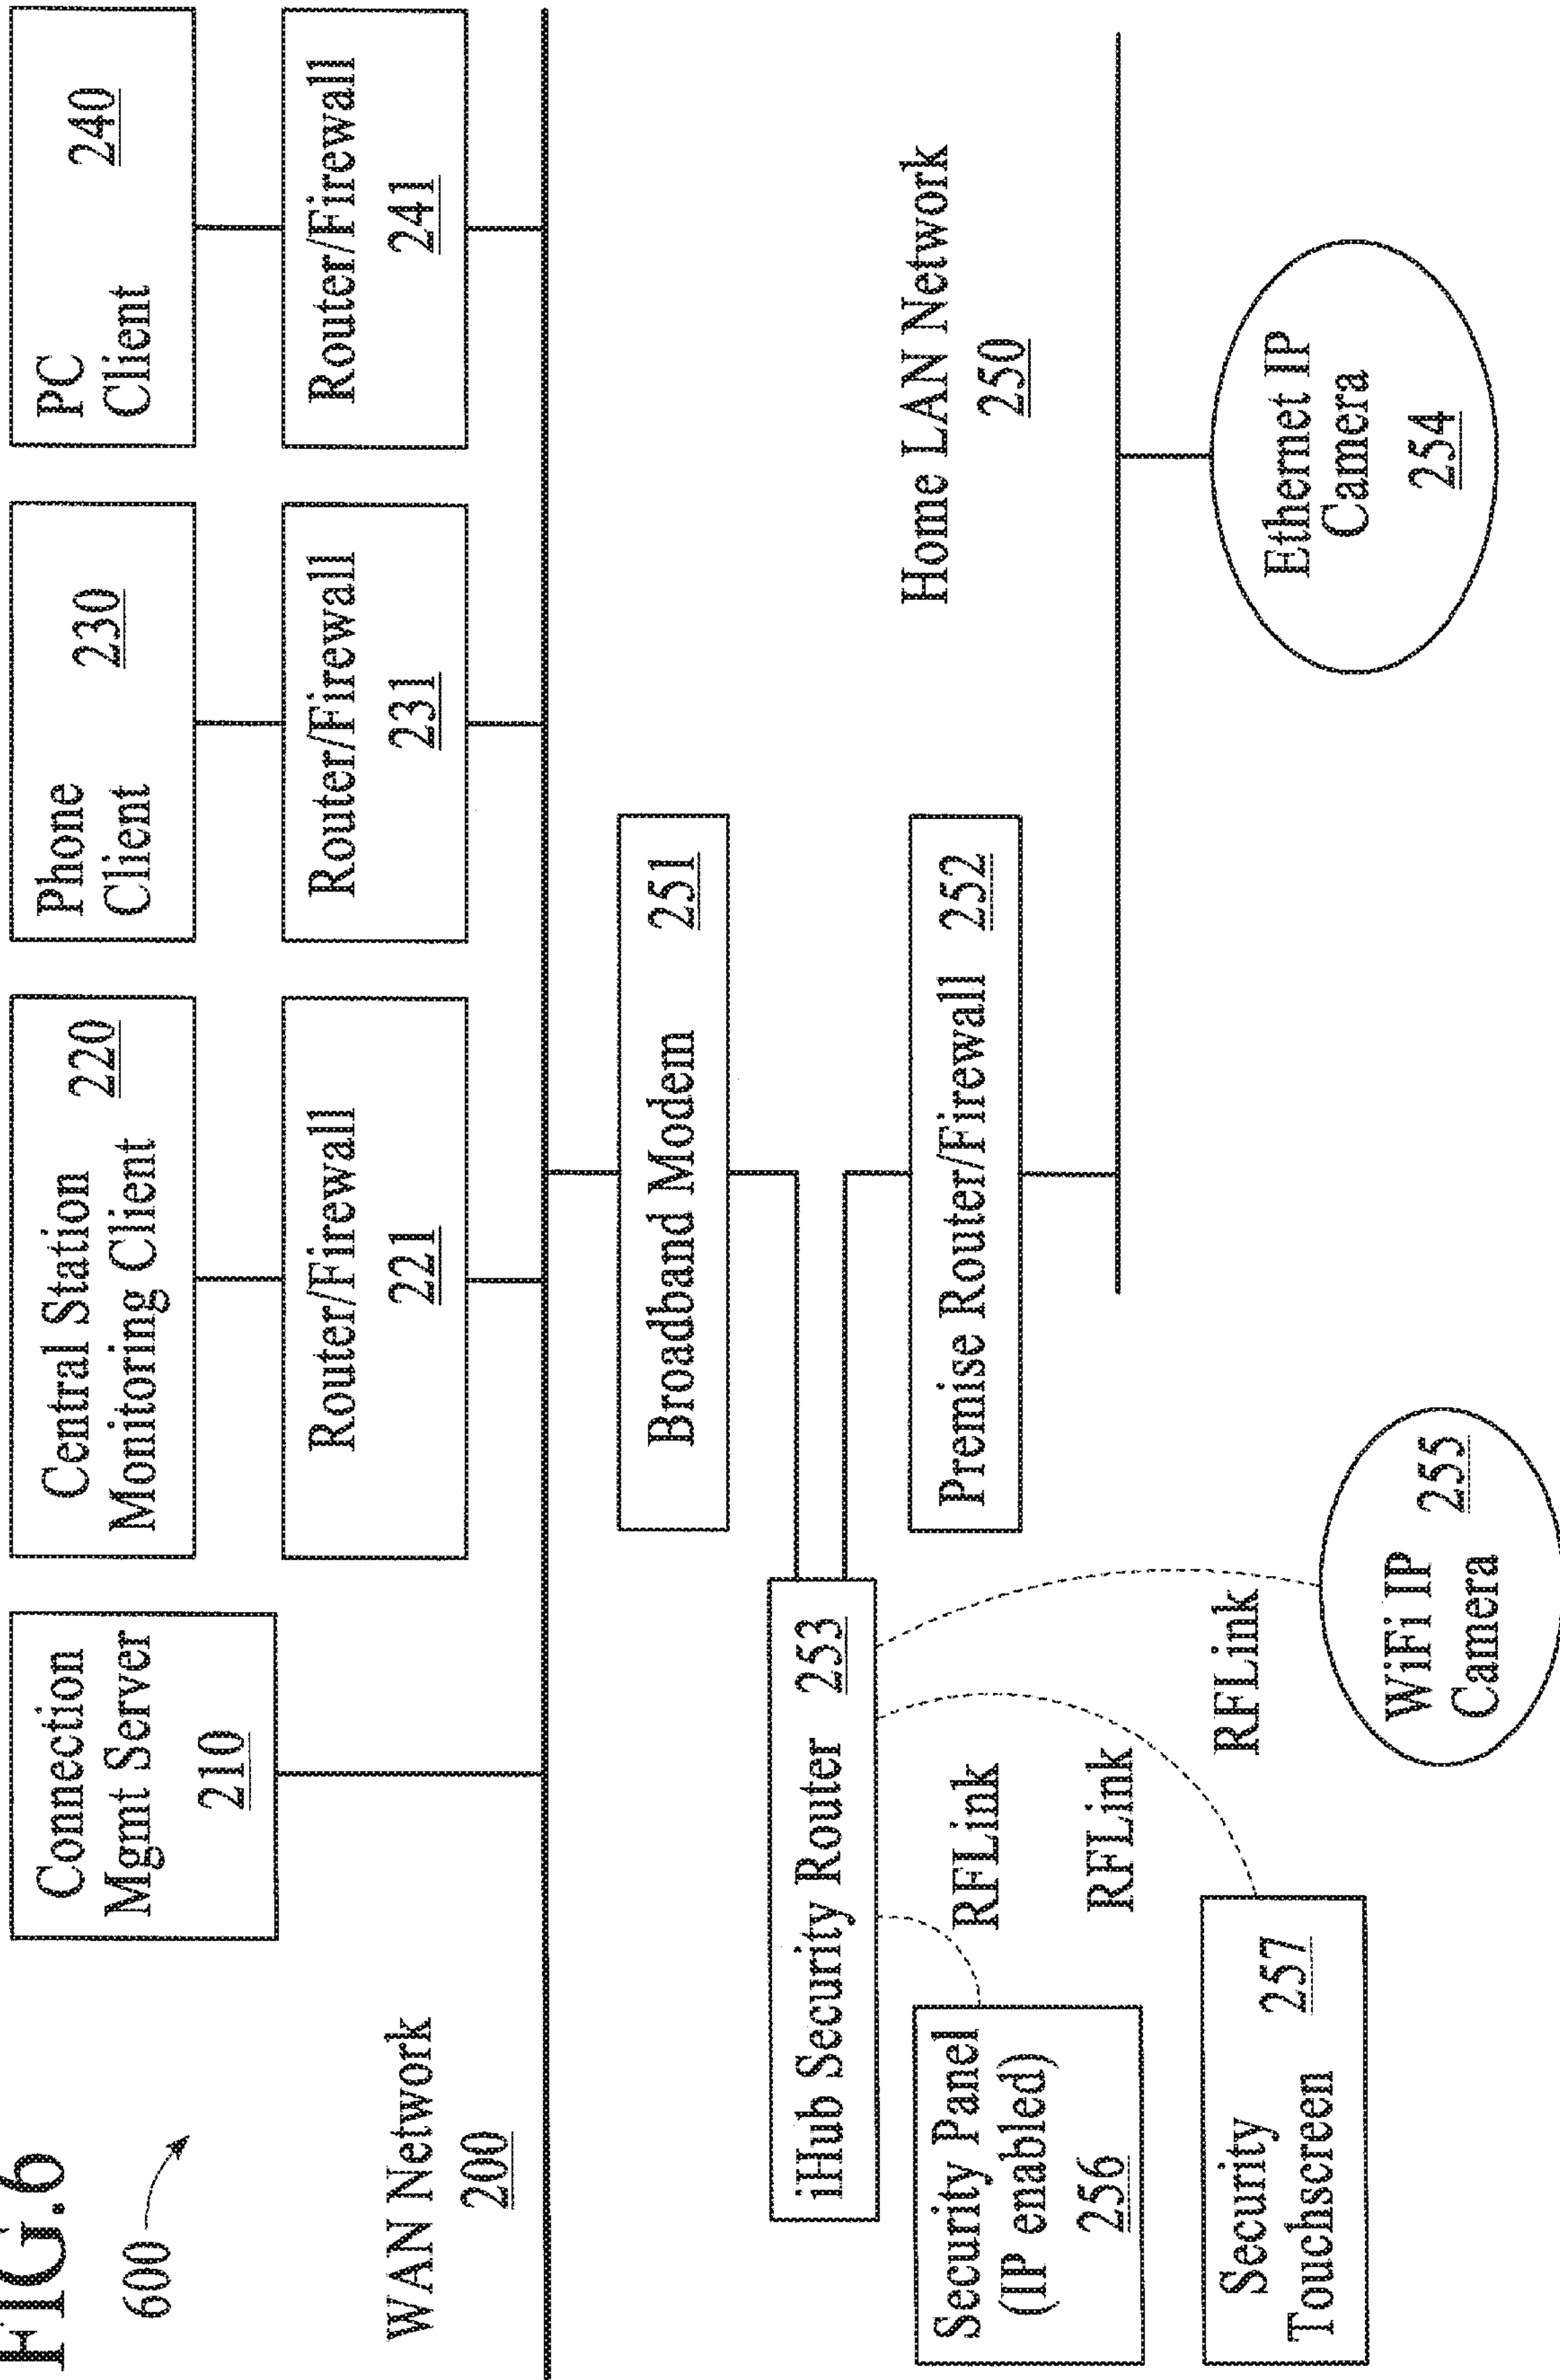 FIG.6
600
WAN Network
200
Connection
Mgmt Server
210
Central Station
Monitoring Client
220
Phone
Client
230
PC
Client
240
Router/Firewall
221
Router/Firewall
231
Router/Firewall
241
Broadband Modem 251
iHub Security Router 253
Premise Router/Firewall 252
Home LAN Network
250
Security Panel
(IP enabled)
256
RFLink
RFLink
RFLink
Security
Touchscreen
257
WiFi IP
Camera
255
Ethernet IP
Camera
254